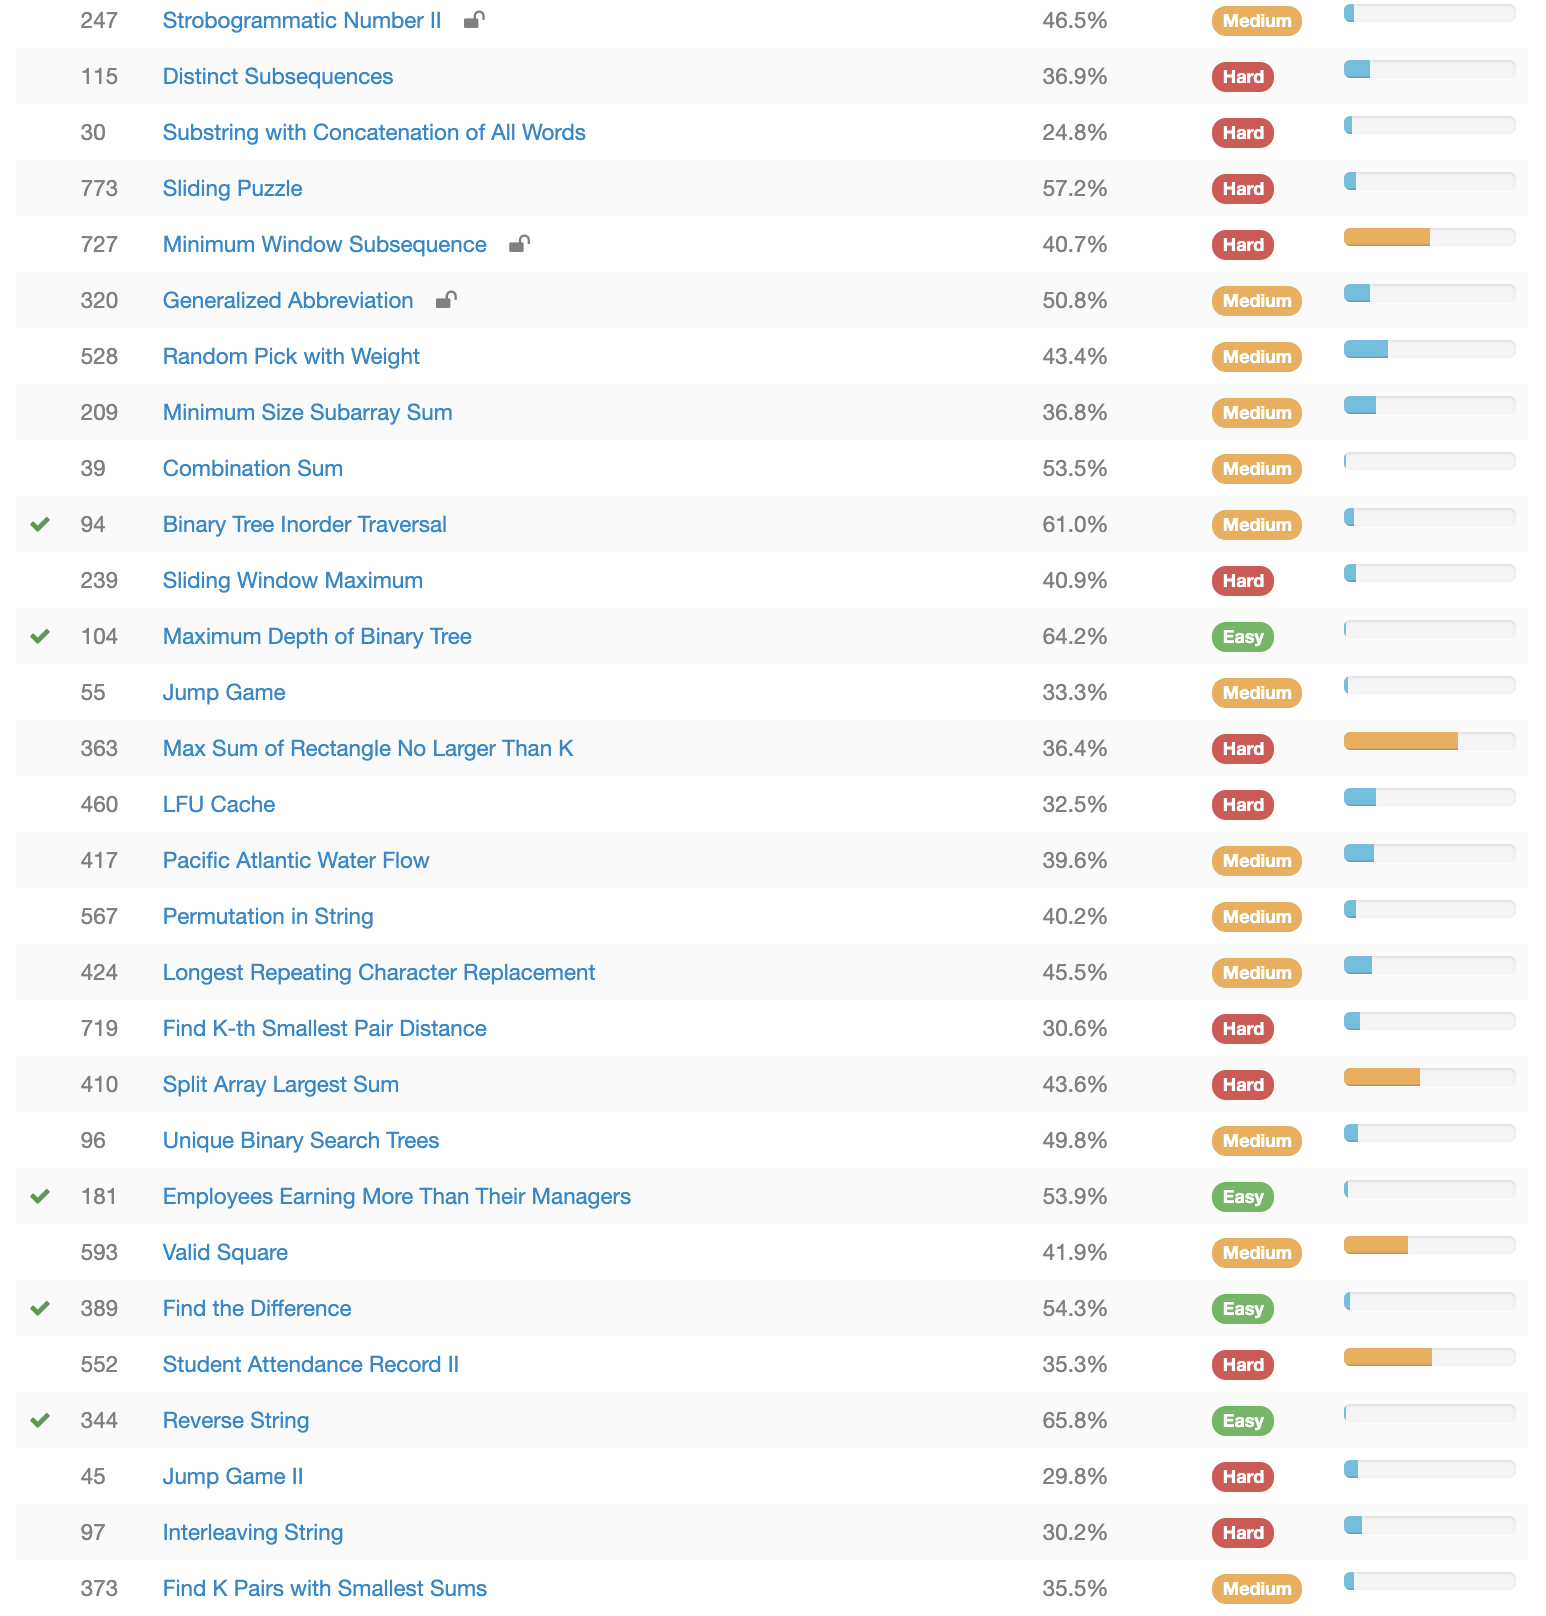 247 Strobogrammatic Number II 46.5% Medium
115 Distinct Subsequences 36.9% Hard
30 Substring with Concatenation of All Words 24.8% Hard
773 Sliding Puzzle 57.2% Hard
727 Minimum Window Subsequence 40.7% Hard
320 Generalized Abbreviation 50.8% Medium
528 Random Pick with Weight 43.4% Medium
209 Minimum Size Subarray Sum 36.8% Medium
39 Combination Sum 53.5% Medium
94 Binary Tree Inorder Traversal 61.0% Medium
239 Sliding Window Maximum 40.9% Hard
104 Maximum Depth of Binary Tree 64.2% Easy
55 Jump Game 33.3% Medium
363 Max Sum of Rectangle No Larger Than K 36.4% Hard
460 LFU Cache 32.5% Hard
417 Pacific Atlantic Water Flow 39.6% Medium
567 Permutation in String 40.2% Medium
424 Longest Repeating Character Replacement 45.5% Medium
719 Find K-th Smallest Pair Distance 30.6% Hard
410 Split Array Largest Sum 43.6% Hard
96 Unique Binary Search Trees 49.8% Medium
181 Employees Earning More Than Their Managers 53.9% Easy
593 Valid Square 41.9% Medium
389 Find the Difference 54.3% Easy
552 Student Attendance Record II 35.3% Hard
344 Reverse String 65.8% Easy
45 Jump Game II 29.8% Hard
97 Interleaving String 30.2% Hard
373 Find K Pairs with Smallest Sums 35.5% Medium